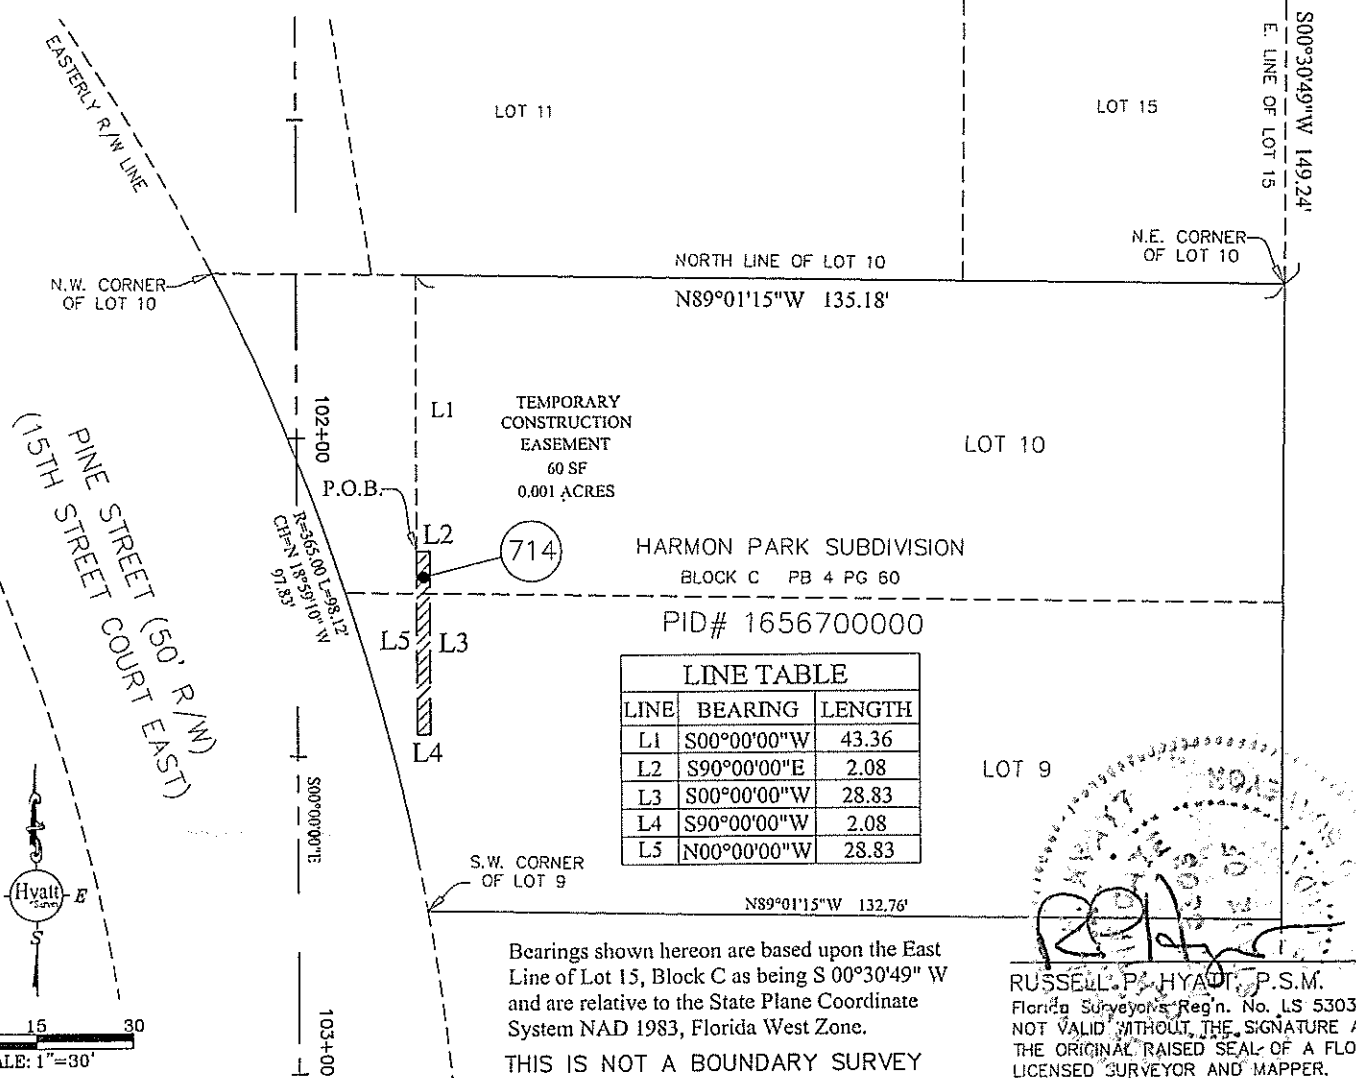 S00°30'49"W 149.24'
E. LINE OF LOT 15
EASTERLY R/W LINE
LOT 11
LOT 15
N.E. CORNER
OF LOT 10
NORTH LINE OF LOT 10
N89°01'15"W 135.18'
N.W. CORNER
OF LOT 10
L1
TEMPORARY
CONSTRUCTION
EASEMENT
60 SF
0.001 ACRES
102+00
LOT 10
PINE STREET (50' R/W)
(15TH STREET COURT EAST)
P.O.B.
R=365.00 L=98.12'
CH=N 18°59'10" W
97.83'
L2
714
HARMON PARK SUBDIVISION
BLOCK C PB 4 PG 60
PID# 1656700000
L5
L3
L4
LINE TABLE
LINE BEARING LENGTH
L1 S00°00'00"W 43.36
L2 S90°00'00"E 2.08
L3 S00°00'00"W 28.83
L4 S90°00'00"W 2.08
L5 N00°00'00"W 28.83
LOT 9
S00°00'00"E
S.W. CORNER
OF LOT 9
N89°01'15"W 132.76'
Hyatt
Survey
E
S
Bearings shown hereon are based upon the East
Line of Lot 15, Block C as being S 00°30'49" W
and are relative to the State Plane Coordinate
System NAD 1983, Florida West Zone.
THIS IS NOT A BOUNDARY SURVEY
103+00
15 30
ALE: 1"=30'
RUSSELL P. HYATT, P.S.M.
Florida Surveyor's Reg'n. No. LS 5303
NOT VALID WITHOUT THE SIGNATURE A
THE ORIGINAL RAISED SEAL OF A FLO
LICENSED SURVEYOR AND MAPPER.